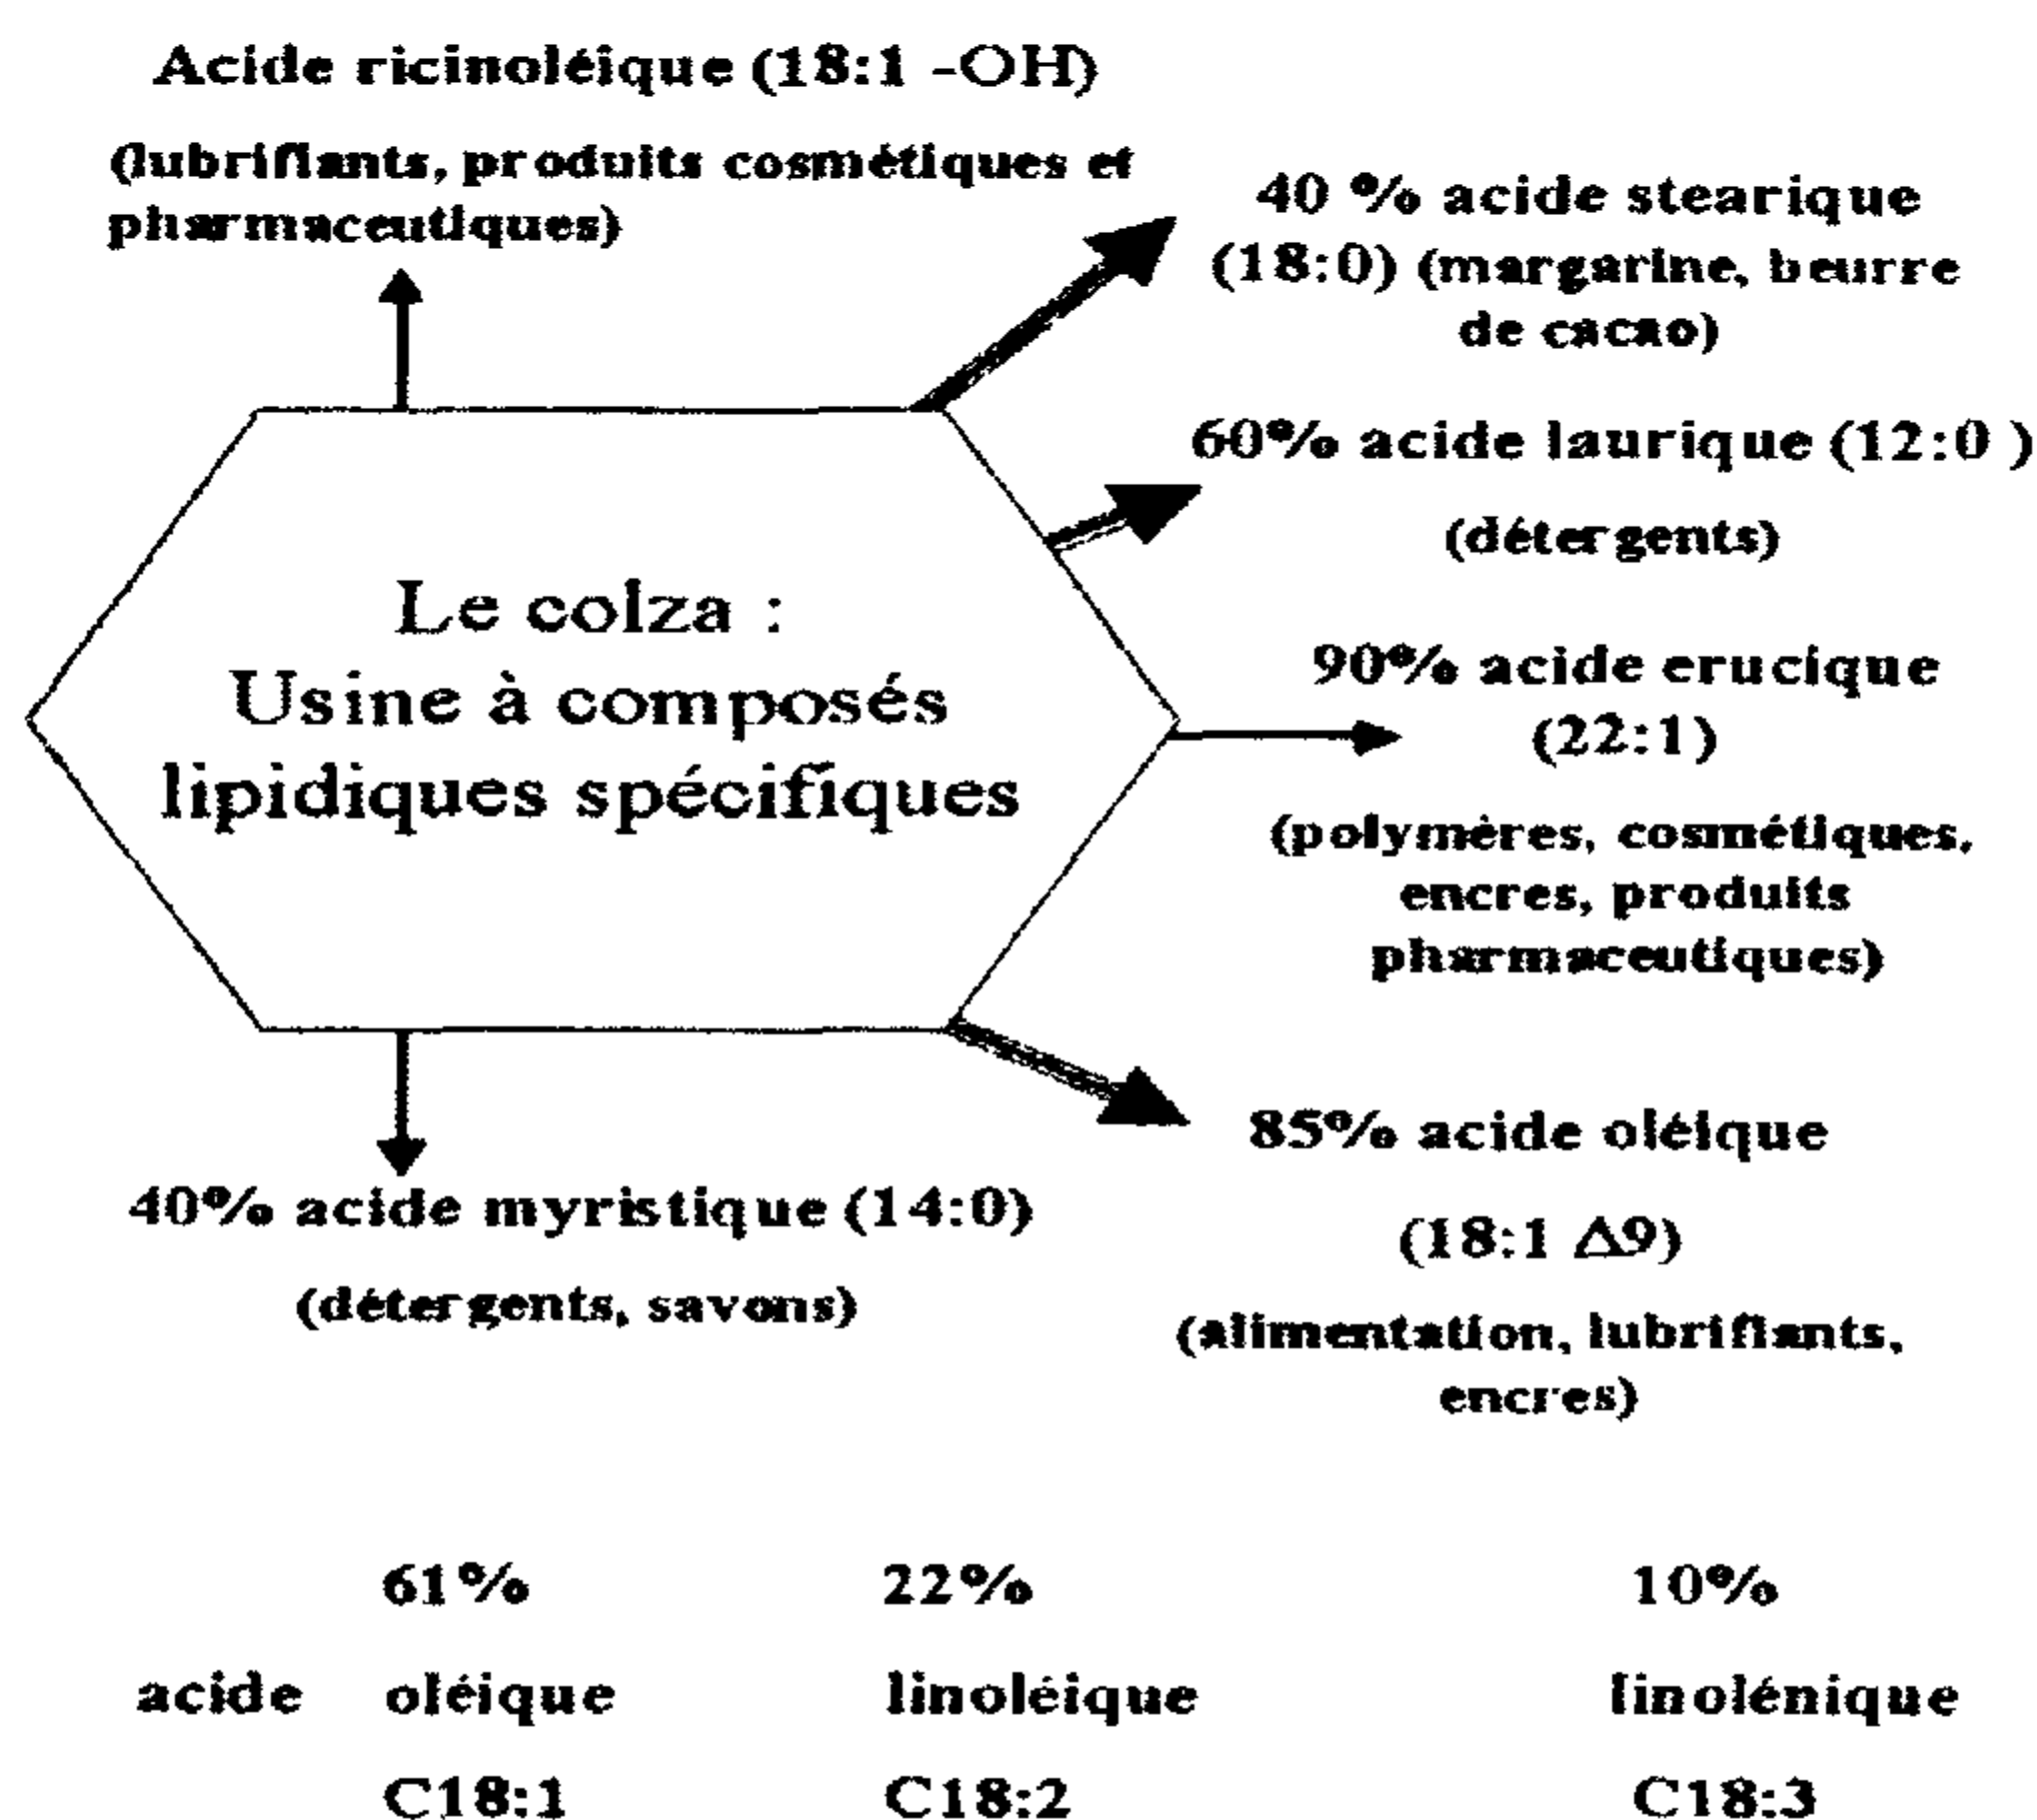 Acide ricinoléique (18:1 -OH)
(lubrifiants, produits cosmétiques et
pharmaceutiques)
40 % acide stearique
(18:0) (margarine, beurre
de cacao)
60% acide laurique (12:0 )
(détergents)
Le colza :
Usine à composés
lipidiques spécifiques
90% acide erucique
(22:1)
(polymères, cosmétiques,
encres, produits
pharmaceutiques)
85% acide oléique
(18:1 Δ9)
(alimentation, lubrifiants,
encres)
40% acide myristique (14:0)
(détergents, savons)
61% 22% 10%
acide oléique linoléique linolénique
C18:1 C18:2 C18:3